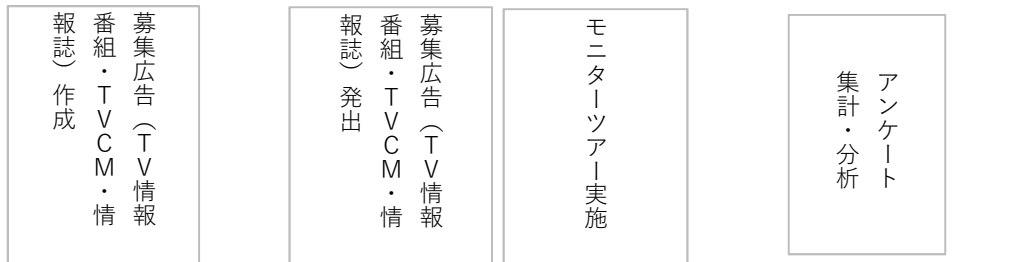 募集広告（TV情報
番組・TVCM・情
報誌）作成
募集広告（TV情報
番組・TVCM・情
報誌）発出
モニターツアー実施
アンケート
集計・分析